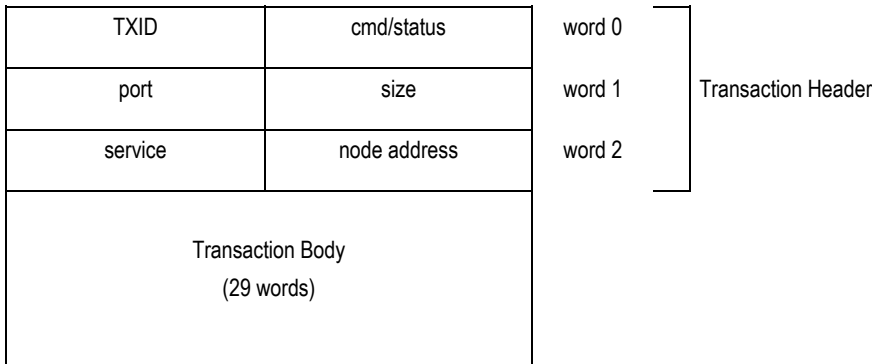 TXID cmd/status word 0
port size word 1 Transaction Header
service node address word 2
Transaction Body
(29 words)